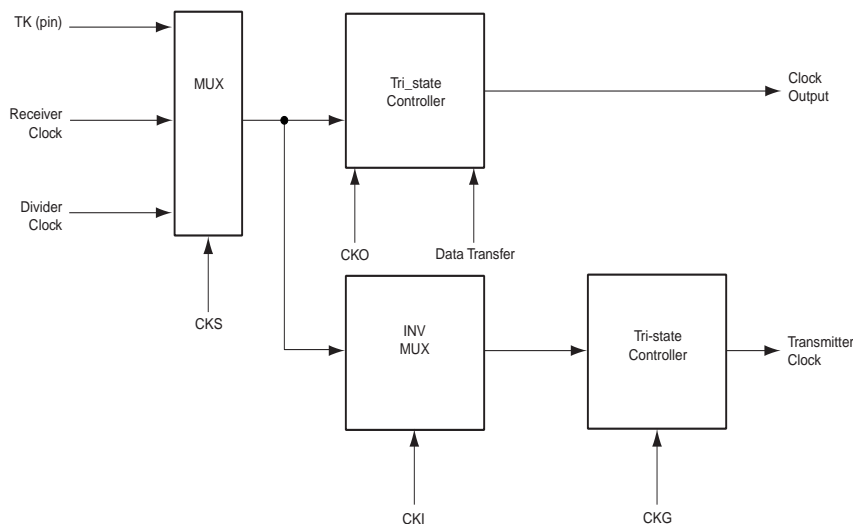 TK (pin)
MUX
Tri_state
Controller
Clock
Output
Receiver
Clock
Divider
Clock
CKO
Data Transfer
CKS
INV
MUX
Tri-state
Controller
Transmitter
Clock
CKI
CKG